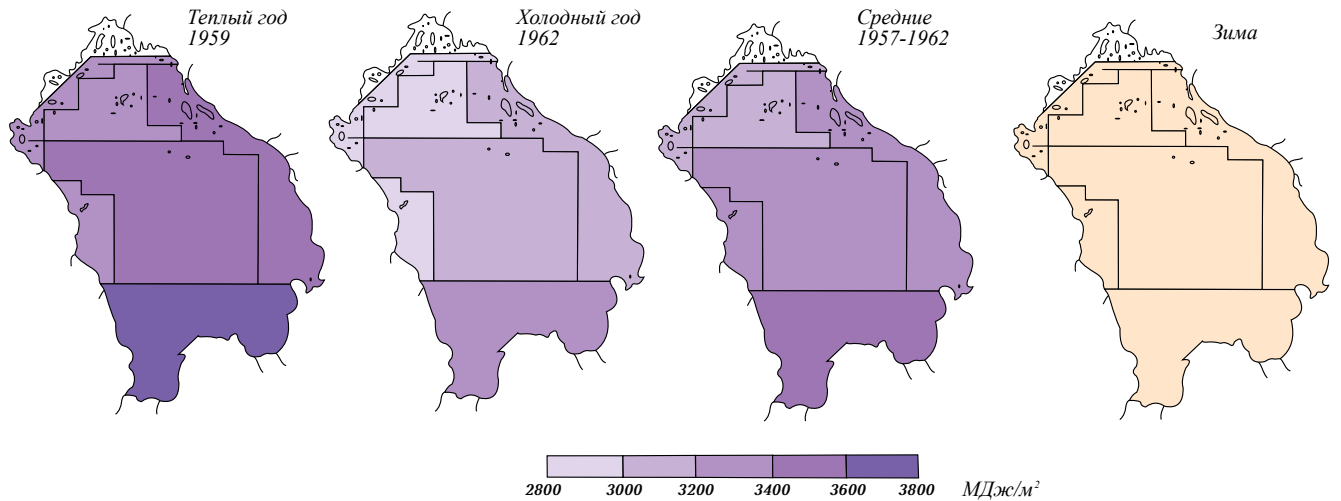 Теплый год
1959
Холодный год
1962
Средние
1957-1962
Зима
2800 3000 3200 3400 3600 3800 МДж/м²